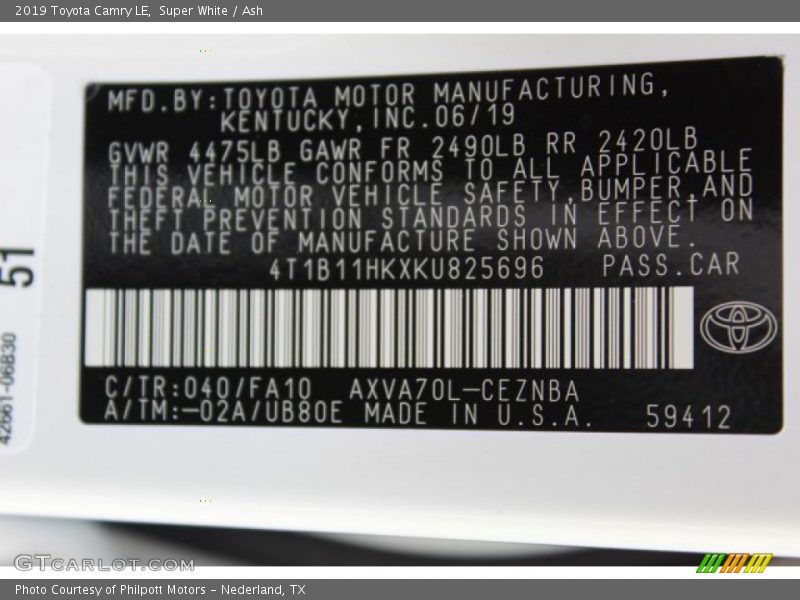 2019 Toyota Camry LE, Super White / Ash
MFD.BY:TOYOTA MOTOR MANUFACTURING,
KENTUCKY,INC.06/19
GVWR 4475LB GAWR FR 2490LB RR 2420LB
THIS VEHICLE CONFORMS TO ALL APPLICABLE
FEDERAL MOTOR VEHICLE SAFETY,BUMPER,AND
THEFT PREVENTION STANDARDS IN EFFECT ON
THE DATE OF MANUFACTURE SHOWN ABOVE.
4T1B11HKXKU825696 PASS.CAR
C/TR:040/FA10 AXVA70L-CEZNBA
A/TM:-02A/UB80E MADE IN U.S.A. 59412
51
42661-06B30
GTCARLOT.COM
Photo Courtesy of Philpott Motors - Nederland, TX